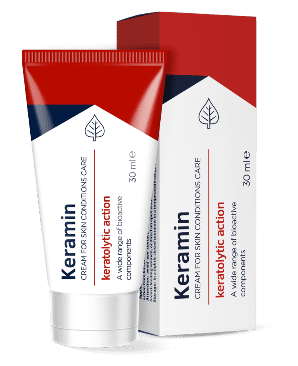 Keramin
CREAM FOR SKIN CONDITIONS CARE
keratolytic action
A wide range of bioactive
components
30 ml e
Keramin
CREAM FOR SKIN CONDITIONS CARE
keratolytic action
A wide range of bioactive
components
30 ml e